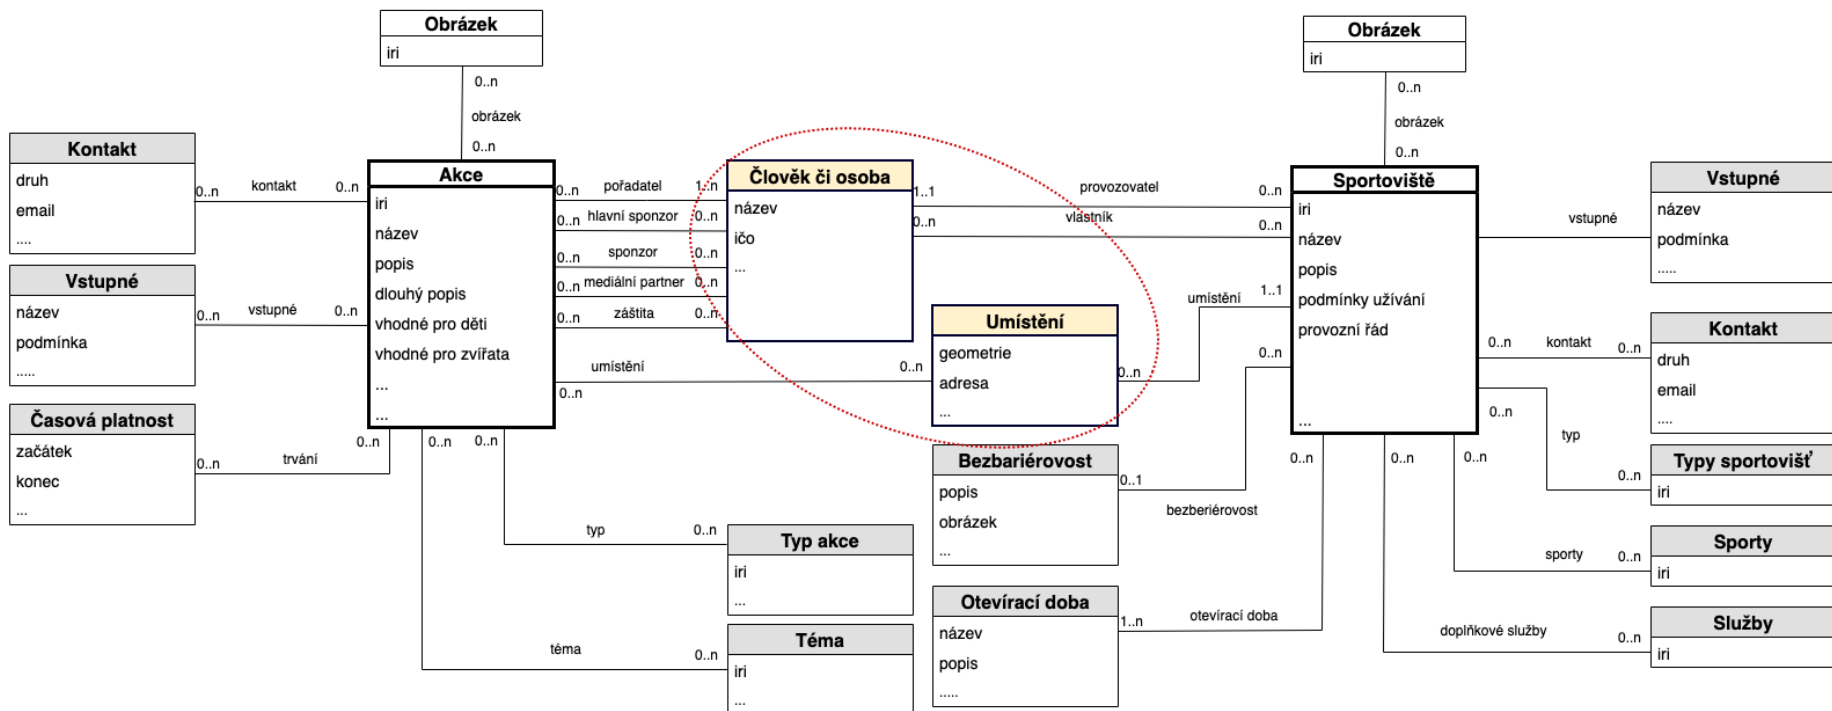 Obrázek
iri
0..n
obrázek
0..n
Kontakt
druh
email
....
0..n
kontakt
0..n
Vstupné
název
podmínka
.....
0..n
vstupné
0..n
Časová platnost
začátek
konec
...
0..n
trvání
0..n
0..n
0..n
Akce
iri
název
popis
dlouhý popis
vhodné pro děti
vhodné pro zvířata
...
...
0..n
pořadatel
1..n
0..n
hlavní sponzor
0..n
0..n
sponzor
0..n
0..n
mediální partner
0..n
0..n
záštita
0..n
umístění
0..n
0..n
Člověk či osoba
název
ičo
...
Umístění
geometrie
adresa
...
typ
0..n
Typ akce
iri
...
téma
0..n
Téma
iri
...
Bezbariérovost
popis
obrázek
...
0..1
bezberiérovost
0..n
Otevírací doba
název
popis
.....
1..n
otevírací doba
0..n
1..1
provozovatel
0..n
0..n
vlastník
0..n
umístění
1..1
0..n
Obrázek
iri
0..n
obrázek
0..n
Sportoviště
iri
název
popis
podmínky užívání
provozní řád
...
vstupné
Vstupné
název
podmínka
.....
0..n
kontakt
0..n
Kontakt
druh
email
....
0..n
typ
0..n
Typy sportovišť
iri
0..n
sporty
0..n
Sporty
iri
0..n
doplňkové služby
0..n
Služby
iri